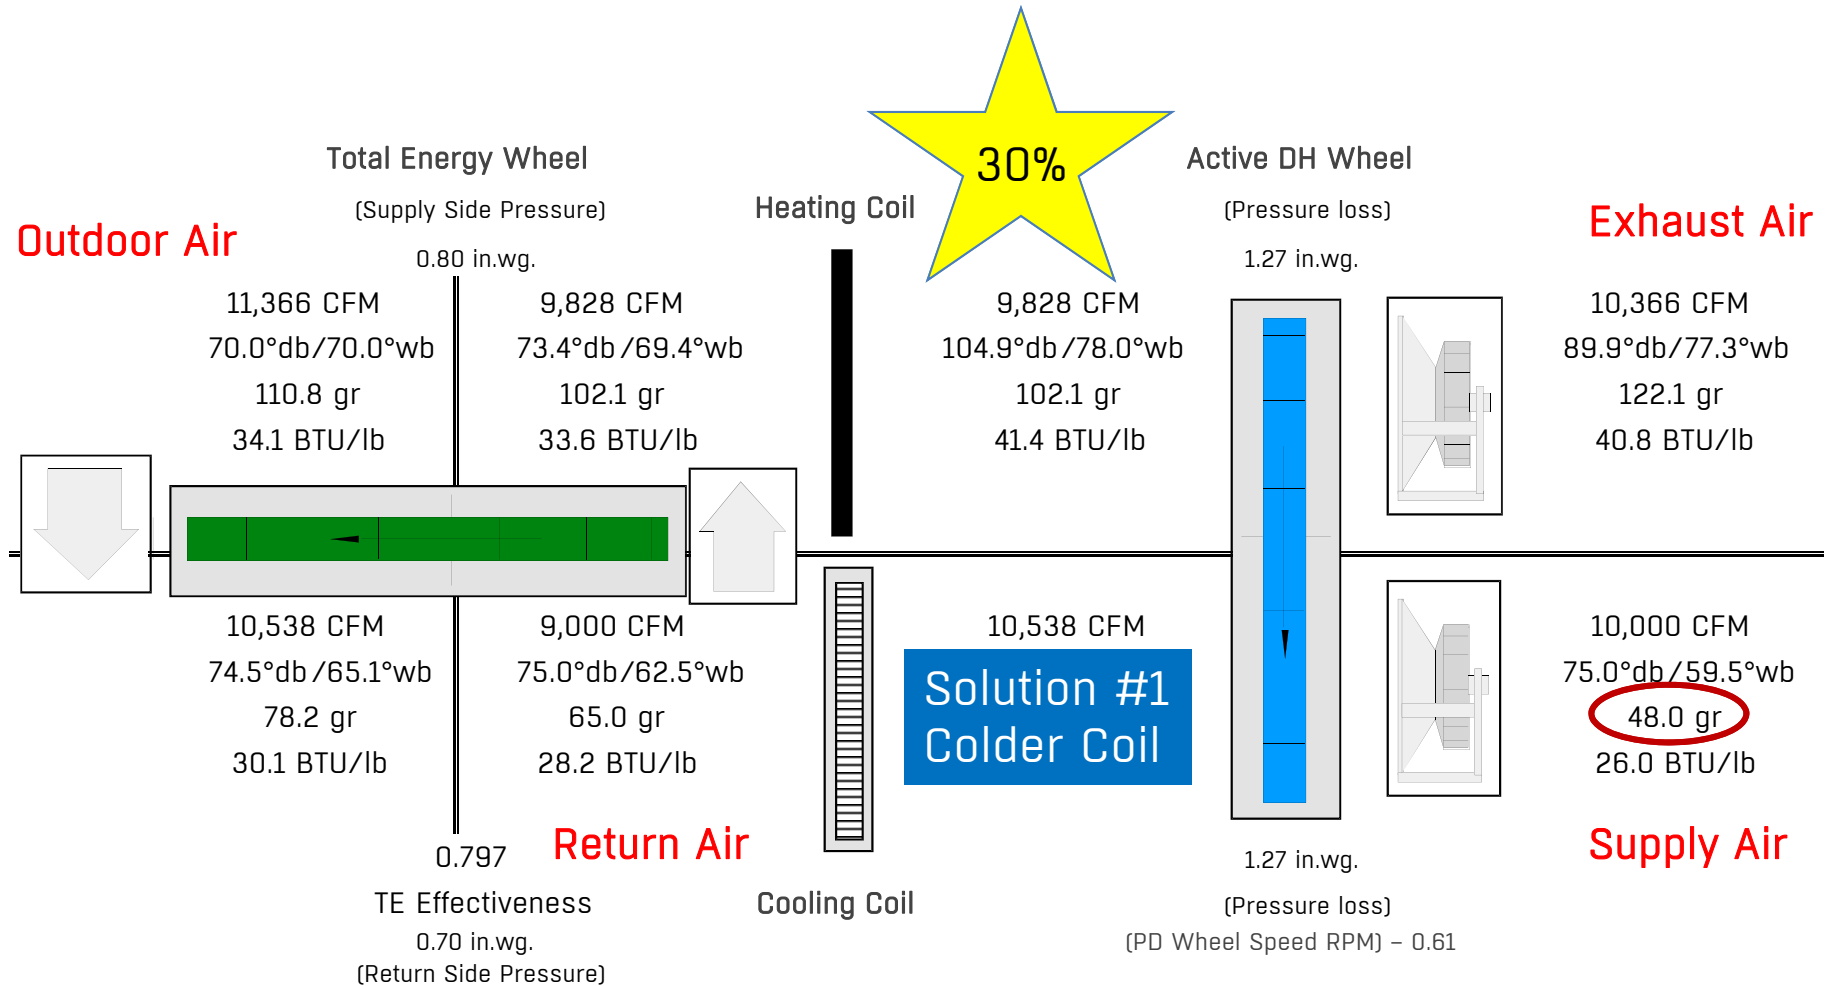 30%
Total Energy Wheel
(Supply Side Pressure)
0.80 in.wg.
Heating Coil
Active DH Wheel
(Pressure loss)
1.27 in.wg.
Outdoor Air
Exhaust Air
11,366 CFM
70.0°db/70.0°wb
110.8 gr
34.1 BTU/lb
9,828 CFM
73.4°db/69.4°wb
102.1 gr
33.6 BTU/lb
9,828 CFM
104.9°db/78.0°wb
102.1 gr
41.4 BTU/lb
10,366 CFM
89.9°db/77.3°wb
122.1 gr
40.8 BTU/lb
10,538 CFM
74.5°db/65.1°wb
78.2 gr
30.1 BTU/lb
9,000 CFM
75.0°db/62.5°wb
65.0 gr
28.2 BTU/lb
10,538 CFM
Solution #1
Colder Coil
10,000 CFM
75.0°db/59.5°wb
48.0 gr
26.0 BTU/lb
Return Air
Supply Air
0.797
TE Effectiveness
0.70 in.wg.
(Return Side Pressure)
Cooling Coil
1.27 in.wg.
(Pressure loss)
(PD Wheel Speed RPM) – 0.61